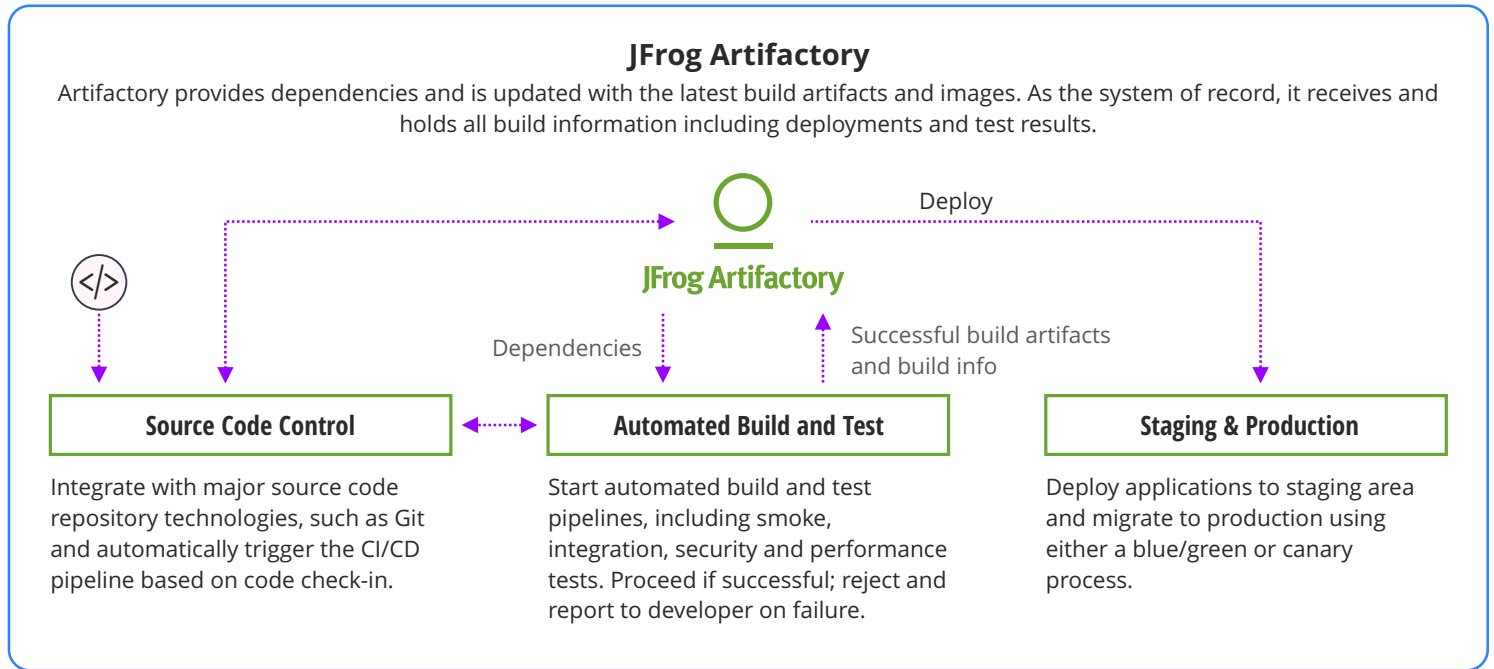 JFrog Artifactory
Artifactory provides dependencies and is updated with the latest build artifacts and images. As the system of record, it receives and
holds all build information including deployments and test results.
Deploy
</>
JFrog Artifactory
Dependencies
Successful build artifacts
and build info
Source Code Control
Automated Build and Test
Staging & Production
Integrate with major source code
repository technologies, such as Git
and automatically trigger the CI/CD
pipeline based on code check-in.
Start automated build and test
pipelines, including smoke,
integration, security and performance
tests. Proceed if successful; reject and
report to developer on failure.
Deploy applications to staging area
and migrate to production using
either a blue/green or canary
process.